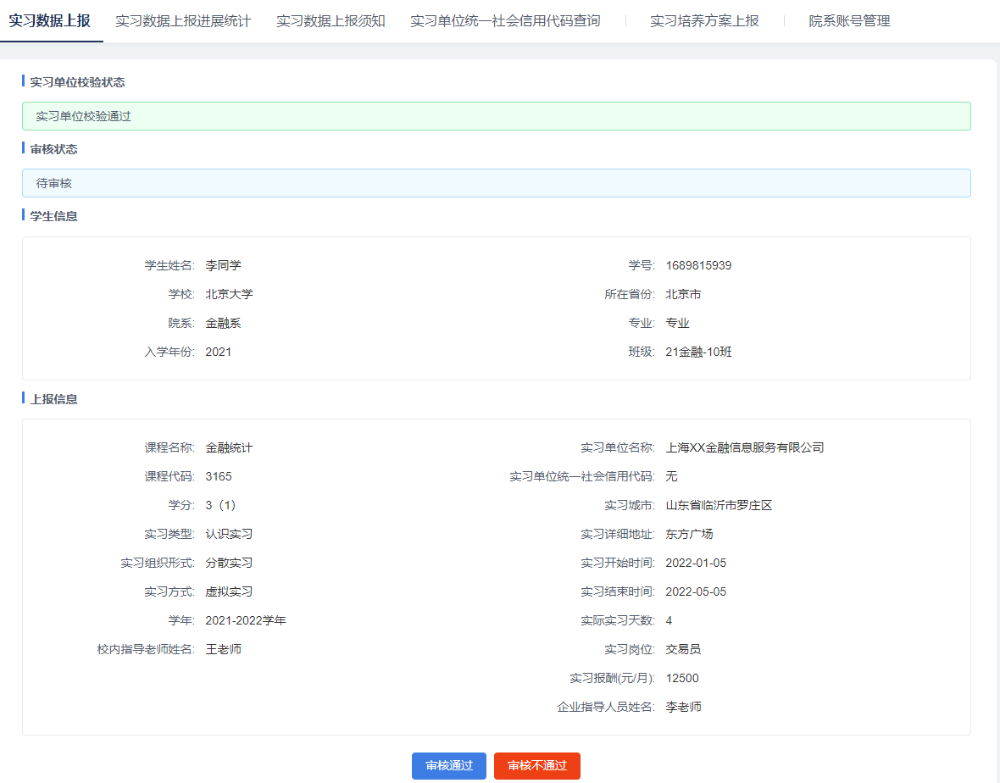 实习数据上报 实习数据上报进展统计 实习数据上报须知 实习单位统一社会信用代码查询 实习培养方案上报 院系账号管理
实习单位校验状态
实习单位校验通过
审核状态
待审核
学生信息
学生姓名: 李同学 学号: 1689815939
学校: 北京大学 所在省份: 北京市
院系: 金融系 专业: 专业
入学年份: 2021 班级: 21金融-10班
上报信息
课程名称: 金融统计 实习单位名称: 上海XX金融信息服务有限公司
课程代码: 3165 实习单位统一社会信用代码: 无
学分: 3（1） 实习城市: 山东省临沂市罗庄区
实习类型: 认识实习 实习详细地址: 东方广场
实习组织形式: 分散实习 实习开始时间: 2022-01-05
实习方式: 虚拟实习 实习结束时间: 2022-05-05
学年: 2021-2022学年 实际实习天数: 4
校内指导老师姓名: 王老师 实习岗位: 交易员
实习报酬(元/月): 12500
企业指导人员姓名: 李老师
审核通过 审核不通过